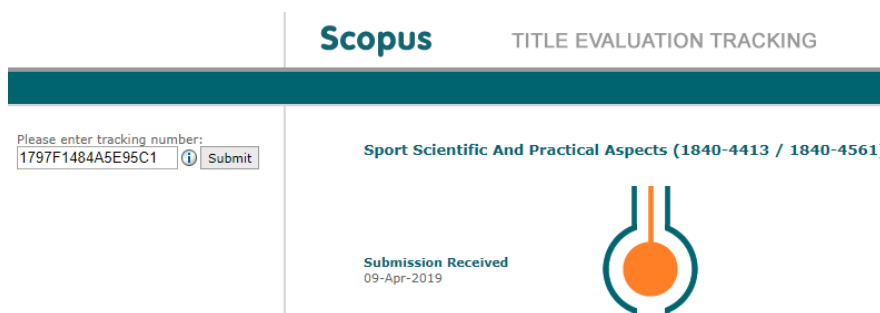 Scopus TITLE EVALUATION TRACKING
Please enter tracking number:
1797F1484A5E95C1 Submit
Sport Scientific And Practical Aspects (1840-4413 / 1840-4561)
Submission Received
09-Apr-2019